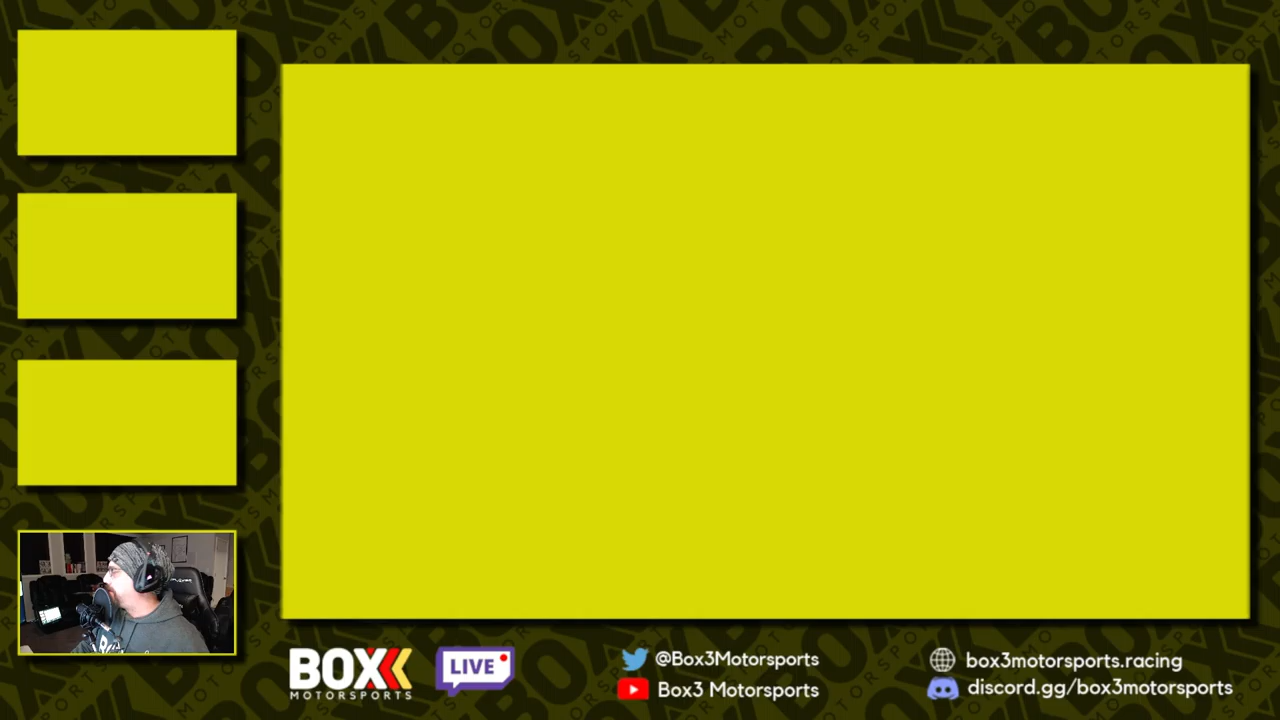 BOX
MOTORSPORTS
LIVE
@Box3Motorsports
Box3 Motorsports
box3motorsports.racing
discord.gg/box3motorsports